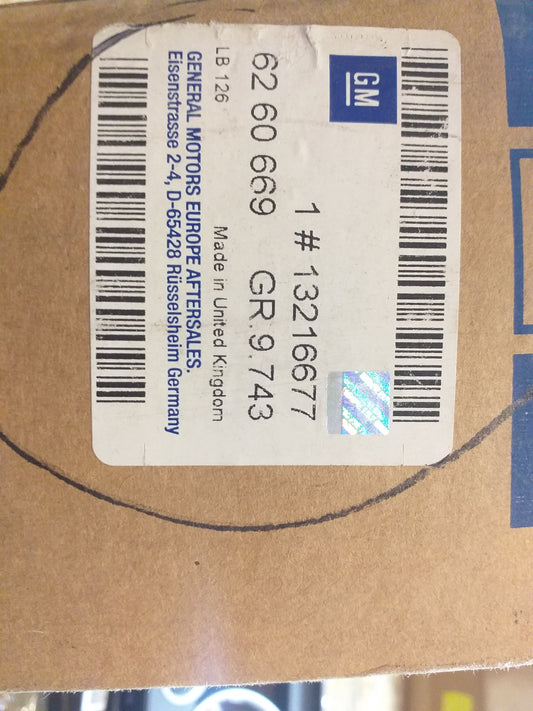 GM
1 # 13216677
62 60 669 GR.9.743
LB 126 Made in United Kingdom
GENERAL MOTORS EUROPE AFTERSALES.
Eisenstrasse 2-4, D-65428 Rüsselsheim Germany